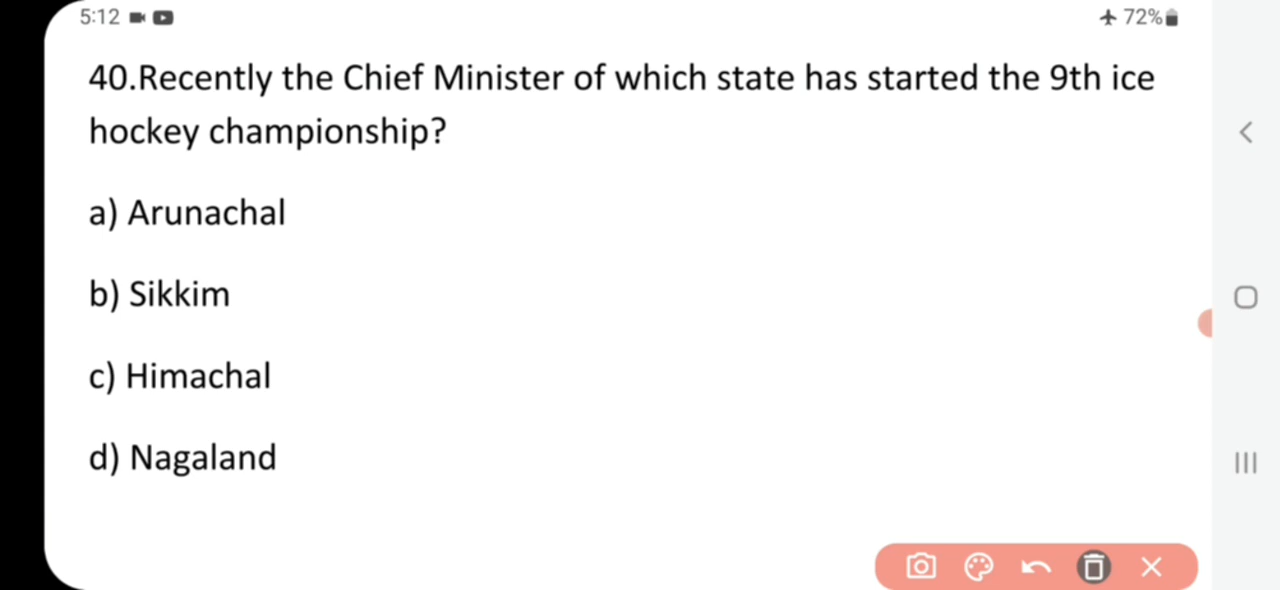 5:12
72%
40.Recently the Chief Minister of which state has started the 9th ice
hockey championship?
a) Arunachal
b) Sikkim
c) Himachal
d) Nagaland